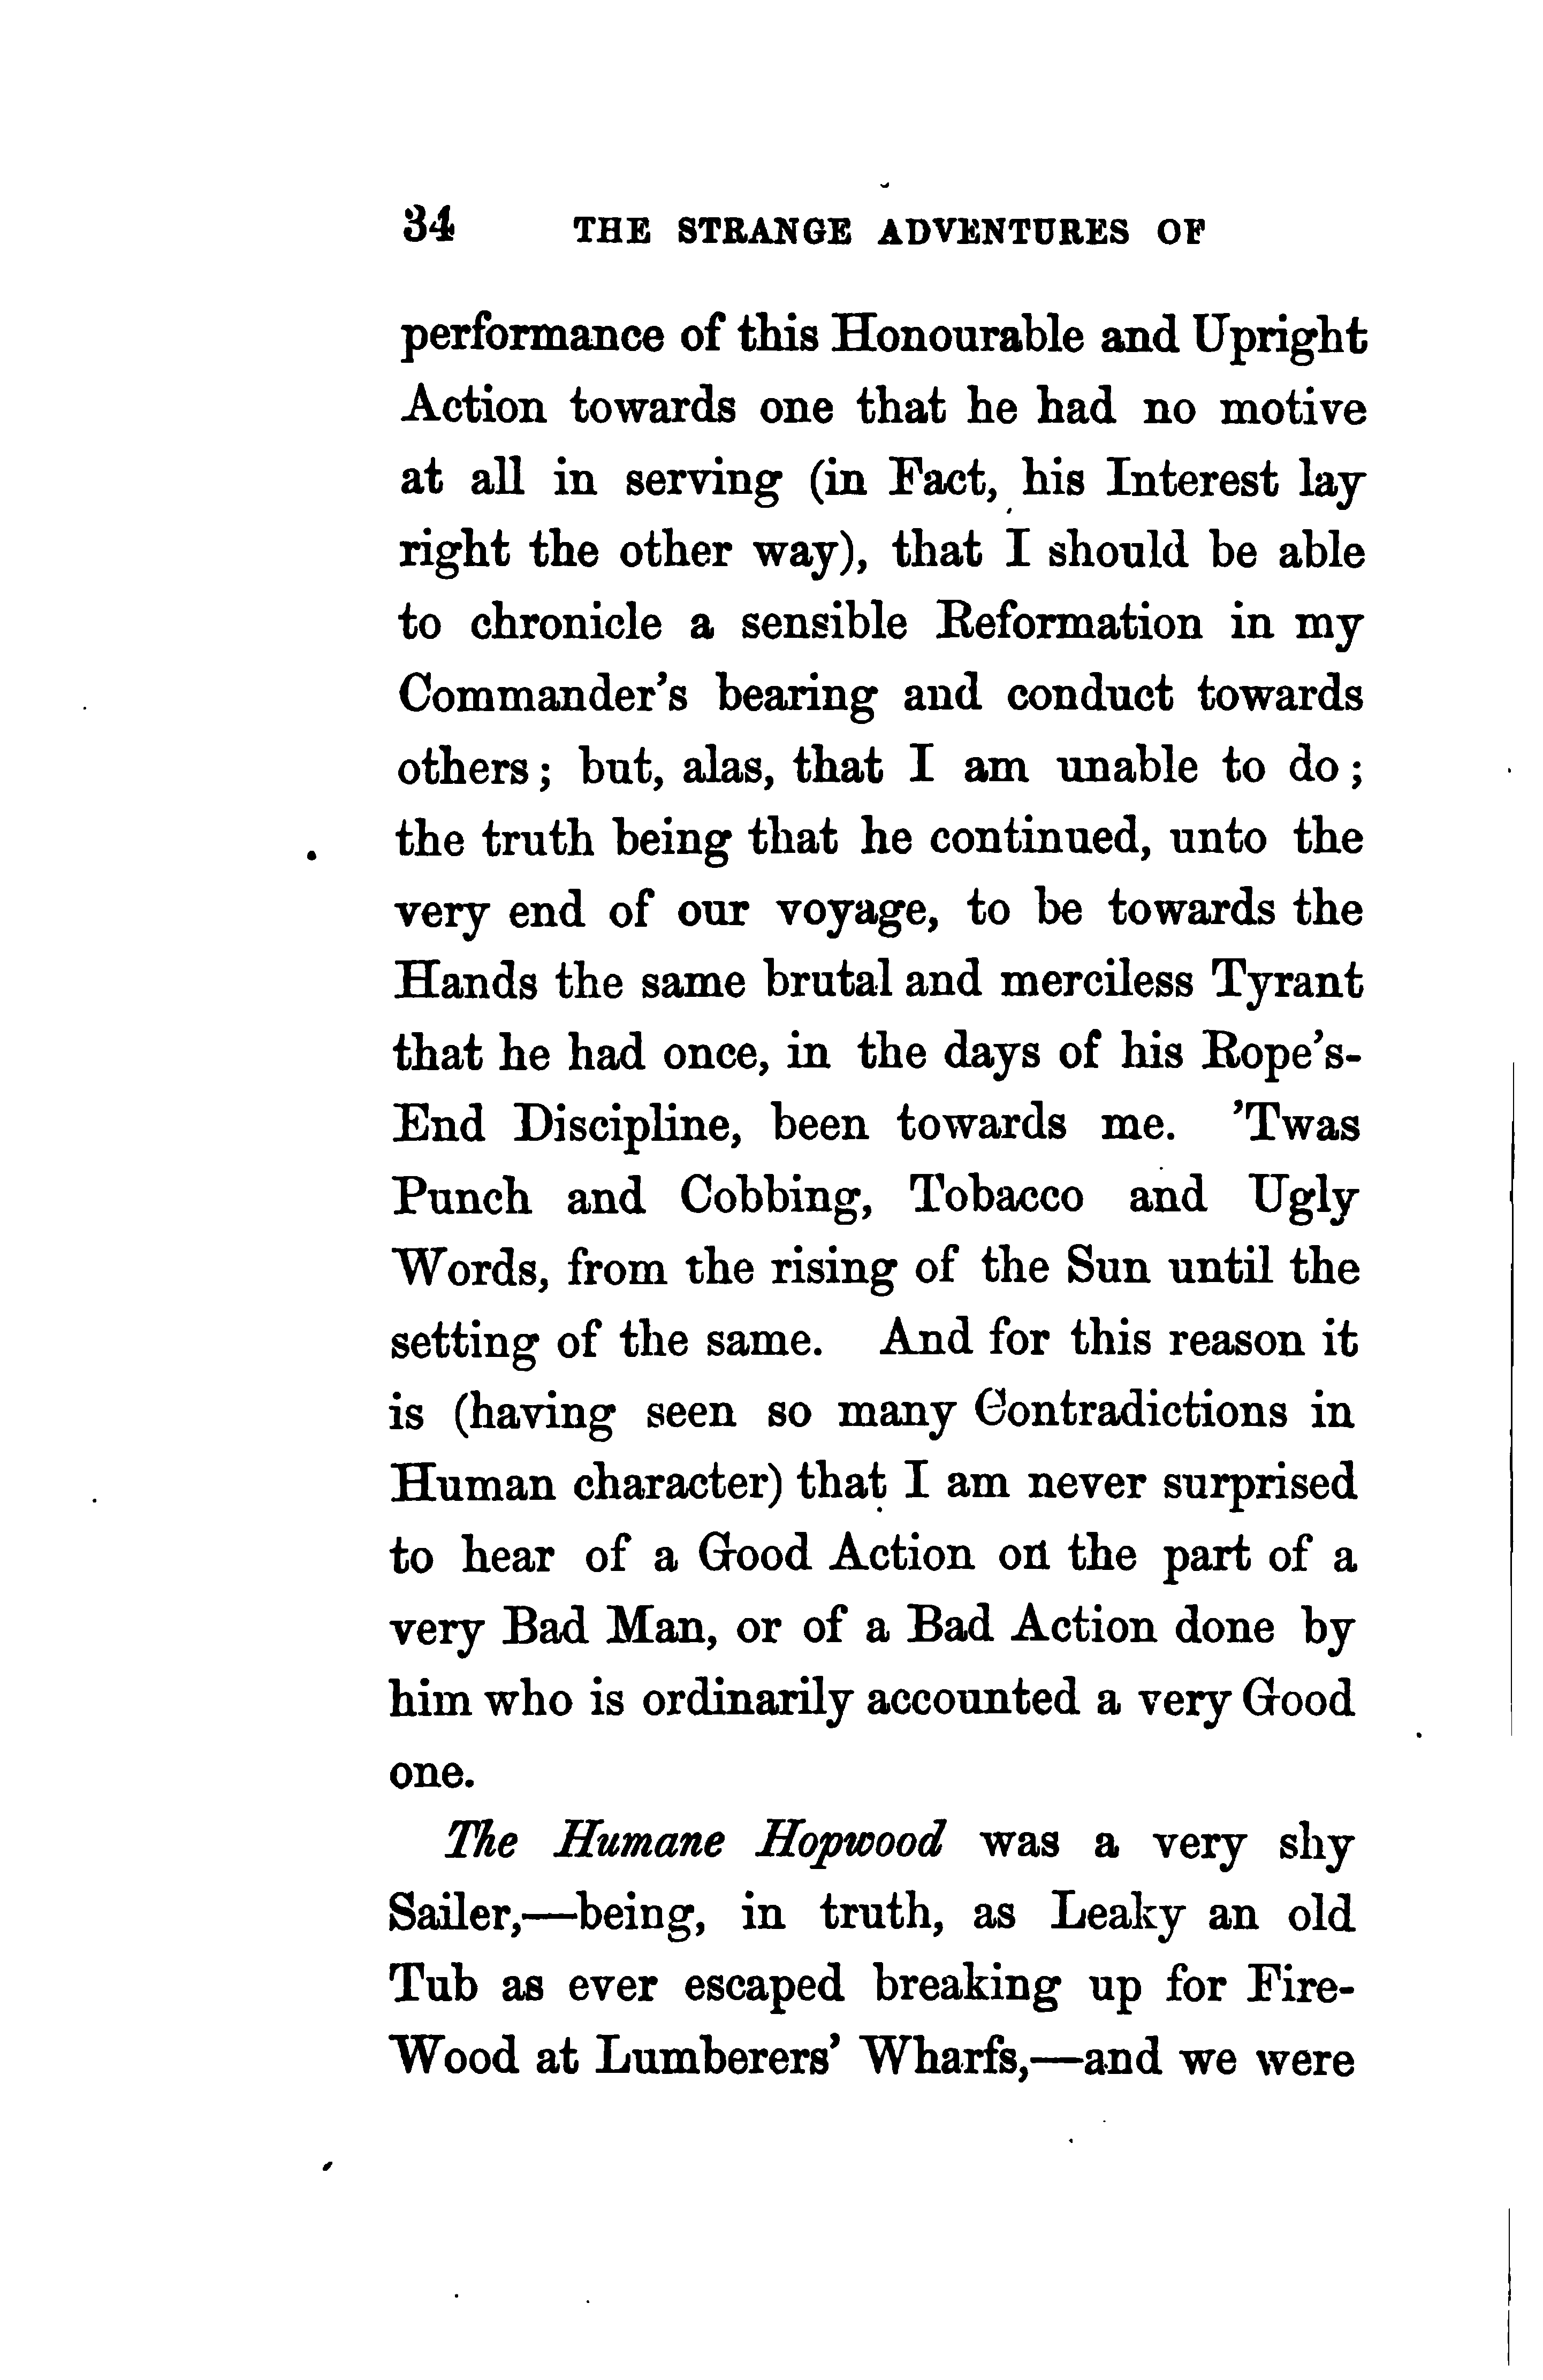 34 THE STRANGE ADVENTURES OF
performance of this Honourable and Upright
Action towards one that he had no motive
at all in serving (in Fact, his Interest lay
right the other way), that I should be able
to chronicle a sensible Reformation in my
Commander's bearing and conduct towards
others; but, alas, that I am unable to do;
the truth being that he continued, unto the
very end of our voyage, to be towards the
Hands the same brutal and merciless Tyrant
that he had once, in the days of his Rope's-
End Discipline, been towards me. 'Twas
Punch and Cobbing, Tobacco and Ugly
Words, from the rising of the Sun until the
setting of the same. And for this reason it
is (having seen so many Contradictions in
Human character) that I am never surprised
to hear of a Good Action on the part of a
very Bad Man, or of a Bad Action done by
him who is ordinarily accounted a very Good
one.
The Humane Hopwood was a very shy
Sailer,—being, in truth, as Leaky an old
Tub as ever escaped breaking up for Fire-
Wood at Lumberers' Wharfs,—and we were